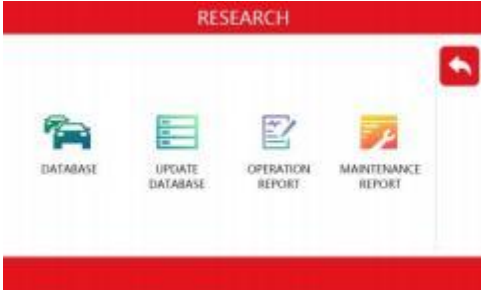 RESEARCH
DATABASE
UPDATE
DATABASE
OPERATION
REPORT
MAINTENANCE
REPORT